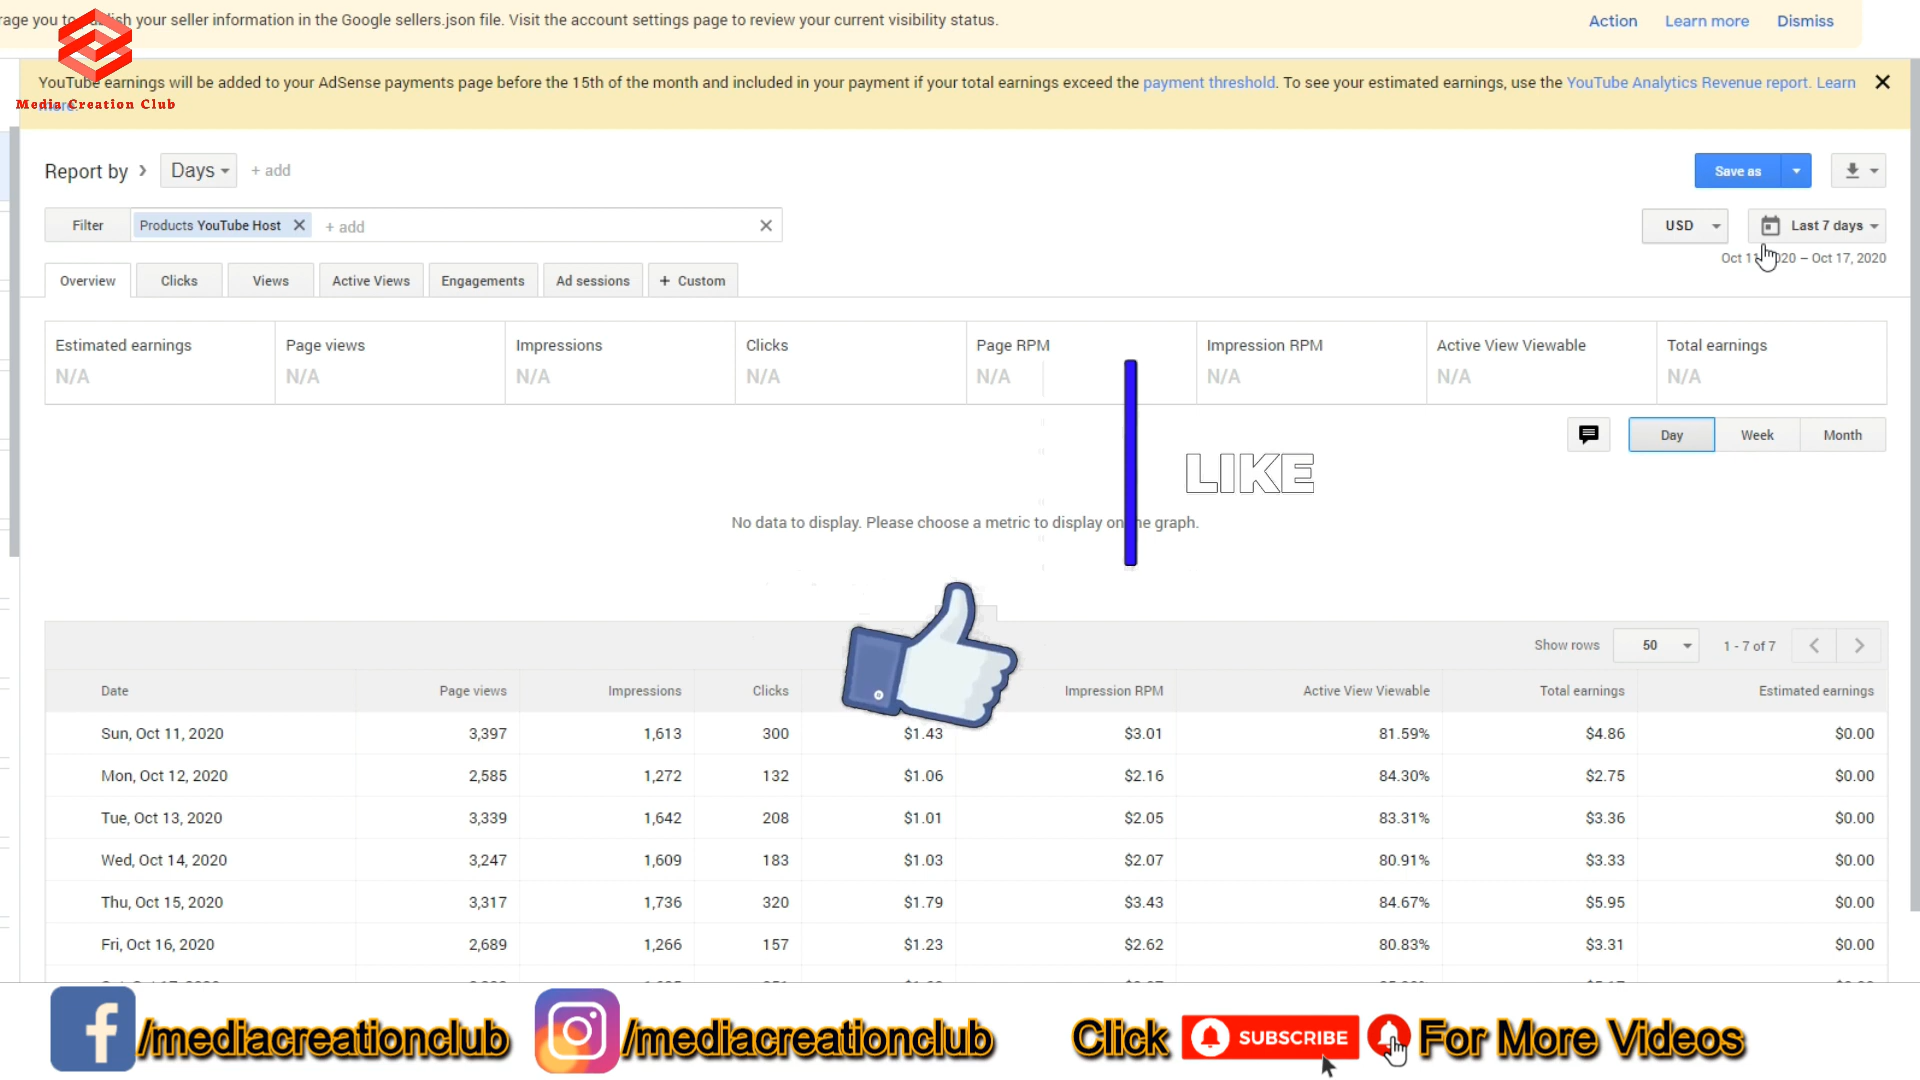 rage you to publish your seller information in the Google sellers.json file. Visit the account settings page to review your current visibility status.
Action Learn more Dismiss
YouTube earnings will be added to your AdSense payments page before the 15th of the month and included in your payment if your total earnings exceed the payment threshold. To see your estimated earnings, use the YouTube Analytics Revenue report. Learn
more.
Media Creation Club
Report by Days + add
Save as
Filter Products YouTube Host + add
USD Last 7 days
Oct 11, 2020 – Oct 17, 2020
Overview Clicks Views Active Views Engagements Ad sessions + Custom
Estimated earnings Page views Impressions Clicks Page RPM Impression RPM Active View Viewable Total earnings
N/A N/A N/A N/A N/A N/A N/A N/A
Day Week Month
LIKE
No data to display. Please choose a metric to display on the graph.
Show rows 50 1 - 7 of 7
Date Page views Impressions Clicks Impression RPM Active View Viewable Total earnings Estimated earnings
Sun, Oct 11, 2020 3,397 1,613 300 $1.43 $3.01 81.59% $4.86 $0.00
Mon, Oct 12, 2020 2,585 1,272 132 $1.06 $2.16 84.30% $2.75 $0.00
Tue, Oct 13, 2020 3,339 1,642 208 $1.01 $2.05 83.31% $3.36 $0.00
Wed, Oct 14, 2020 3,247 1,609 183 $1.03 $2.07 80.91% $3.33 $0.00
Thu, Oct 15, 2020 3,317 1,736 320 $1.79 $3.43 84.67% $5.95 $0.00
Fri, Oct 16, 2020 2,689 1,266 157 $1.23 $2.62 80.83% $3.31 $0.00
/mediacreationclub /mediacreationclub Click SUBSCRIBE For More Videos